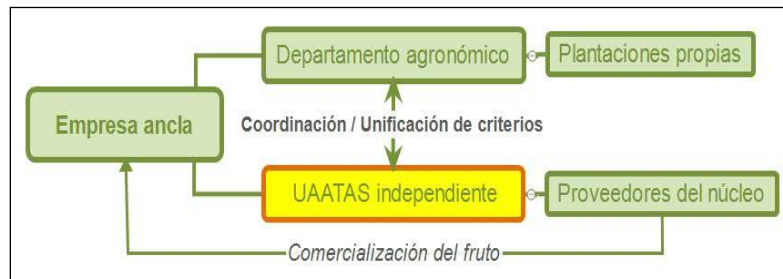 Departamento agronómico
Plantaciones propias
Empresa ancla
Coordinación / Unificación de criterios
UAATAS independiente
Proveedores del núcleo
Comercialización del fruto